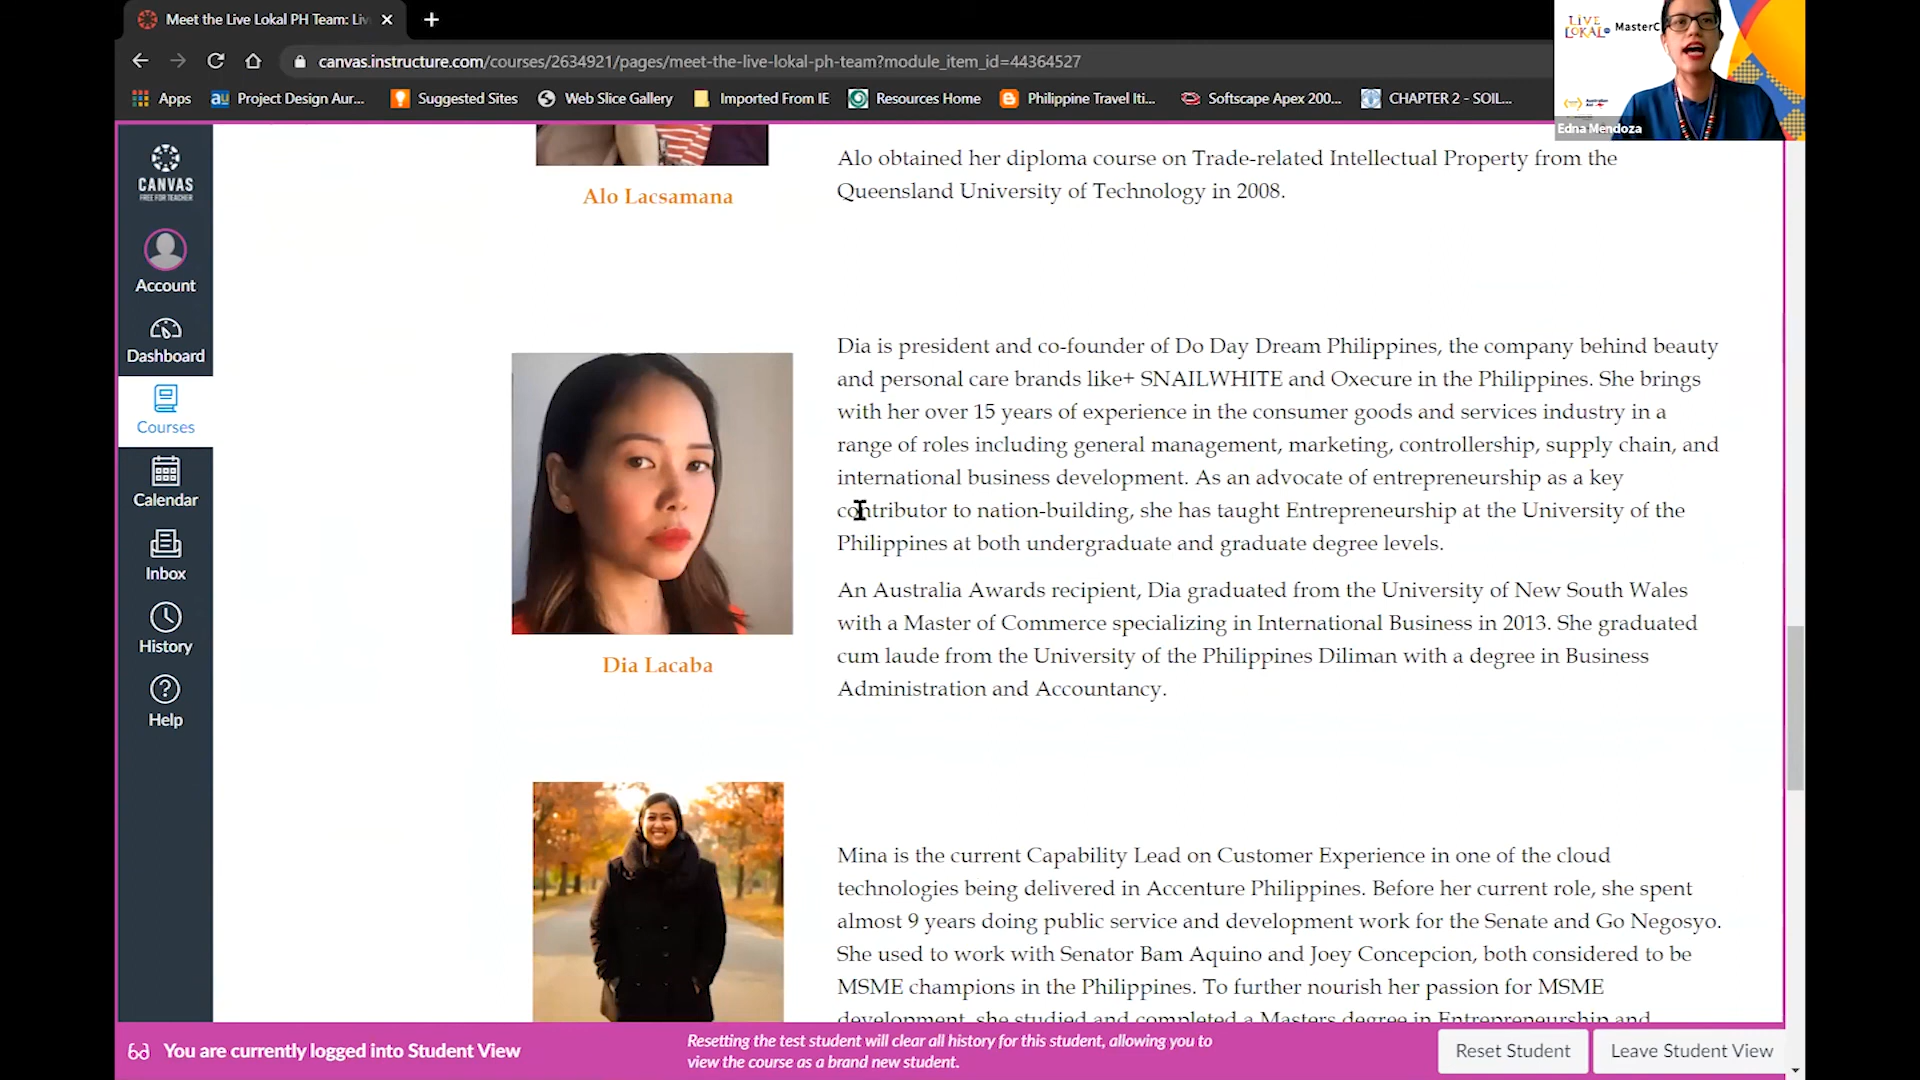 Meet the Live Lokal PH Team: Liv
canvas.instructure.com/courses/2634921/pages/meet-the-live-lokal-ph-team?module_item_id=44364527
Apps
Project Design Aur...
Suggested Sites
Web Slice Gallery
Imported From IE
Resources Home
Philippine Travel Iti...
Softscape Apex 200...
CHAPTER 2 - SOIL...
LIVE LOKAL
MasterC
Edna Mendoza
CANVAS
FREE FOR TEACHER
Account
Dashboard
Courses
Calendar
Inbox
History
Help
Alo Lacsamana
Alo obtained her diploma course on Trade-related Intellectual Property from the
Queensland University of Technology in 2008.
Dia Lacaba
Dia is president and co-founder of Do Day Dream Philippines, the company behind beauty
and personal care brands like+ SNAILWHITE and Oxecure in the Philippines. She brings
with her over 15 years of experience in the consumer goods and services industry in a
range of roles including general management, marketing, controllership, supply chain, and
international business development. As an advocate of entrepreneurship as a key
contributor to nation-building, she has taught Entrepreneurship at the University of the
Philippines at both undergraduate and graduate degree levels.
An Australia Awards recipient, Dia graduated from the University of New South Wales
with a Master of Commerce specializing in International Business in 2013. She graduated
cum laude from the University of the Philippines Diliman with a degree in Business
Administration and Accountancy.
Mina is the current Capability Lead on Customer Experience in one of the cloud
technologies being delivered in Accenture Philippines. Before her current role, she spent
almost 9 years doing public service and development work for the Senate and Go Negosyo.
She used to work with Senator Bam Aquino and Joey Concepcion, both considered to be
MSME champions in the Philippines. To further nourish her passion for MSME
development, she studied and completed a Masters degree in Entrepreneurship and
You are currently logged into Student View
Resetting the test student will clear all history for this student, allowing you to
view the course as a brand new student.
Reset Student
Leave Student View